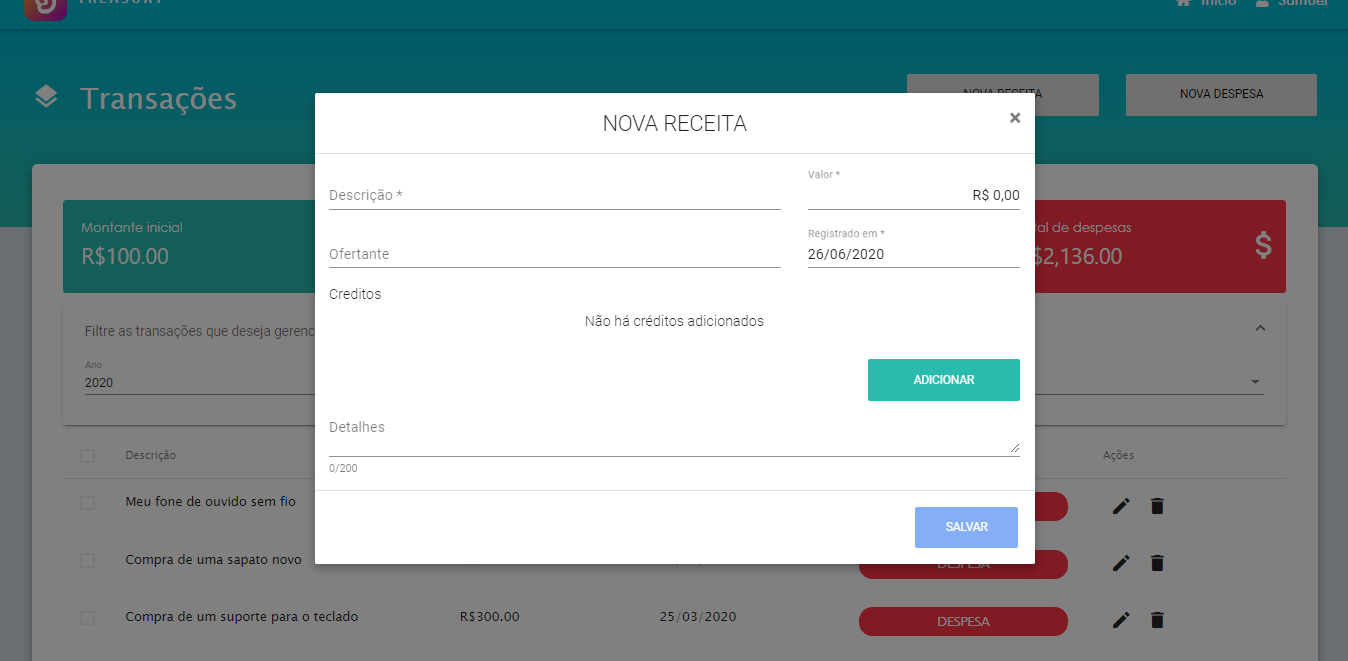 TREASURY
Início
Samuel
Transações
NOVA RECEITA
NOVA DESPESA
NOVA RECEITA
×
Montante inicial
R$100.00
al de despesas
$2,136.00
$
Descrição *
Valor *
R$ 0,00
Ofertante
Registrado em *
26/06/2020
Creditos
Não há créditos adicionados
ADICIONAR
Detalhes
0/200
SALVAR
Filtre as transações que deseja gerenc
Ano
2020
Descrição
Ações
Meu fone de ouvido sem fio
Compra de uma sapato novo
DESPESA
Compra de um suporte para o teclado
R$300.00
25/03/2020
DESPESA